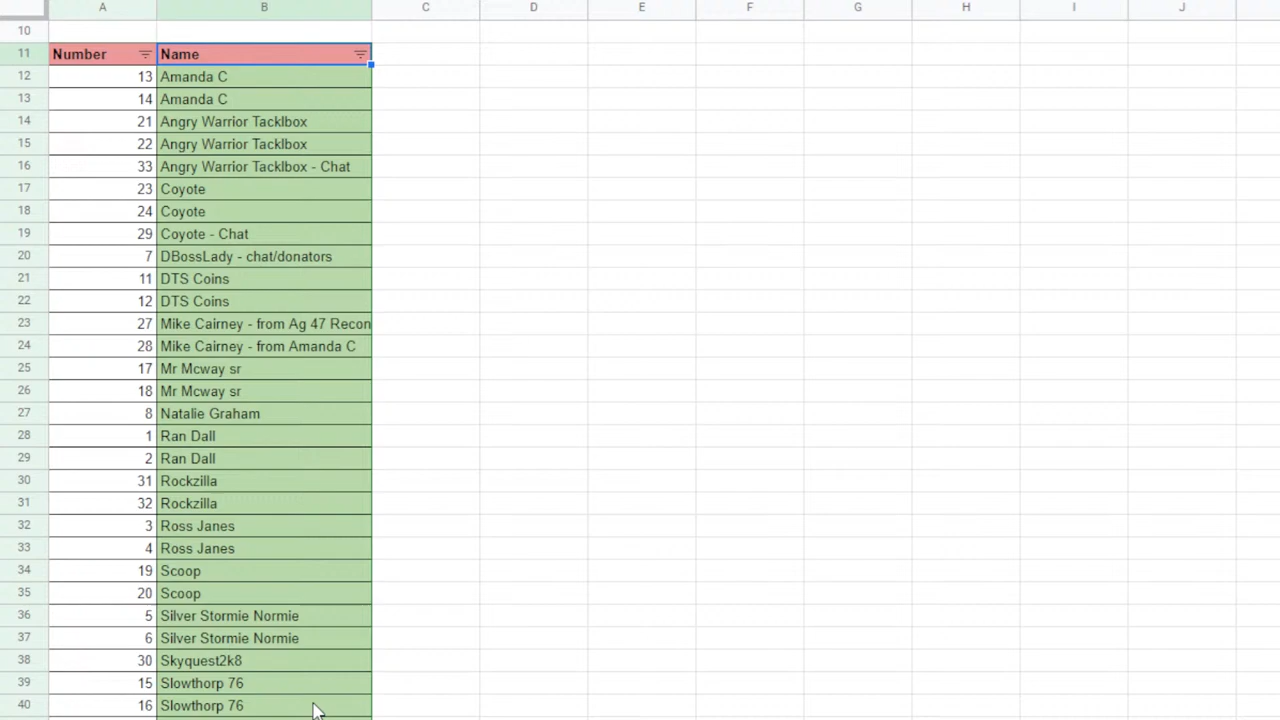 A B C D E F G H I J
10
11 Number Name
12 13 Amanda C
13 14 Amanda C
14 21 Angry Warrior Tacklbox
15 22 Angry Warrior Tacklbox
16 33 Angry Warrior Tacklbox - Chat
17 23 Coyote
18 24 Coyote
19 29 Coyote - Chat
20 7 DBossLady - chat/donators
21 11 DTS Coins
22 12 DTS Coins
23 27 Mike Cairney - from Ag 47 Recon
24 28 Mike Cairney - from Amanda C
25 17 Mr Mcway sr
26 18 Mr Mcway sr
27 8 Natalie Graham
28 1 Ran Dall
29 2 Ran Dall
30 31 Rockzilla
31 32 Rockzilla
32 3 Ross Janes
33 4 Ross Janes
34 19 Scoop
35 20 Scoop
36 5 Silver Stormie Normie
37 6 Silver Stormie Normie
38 30 Skyquest2k8
39 15 Slowthorp 76
40 16 Slowthorp 76